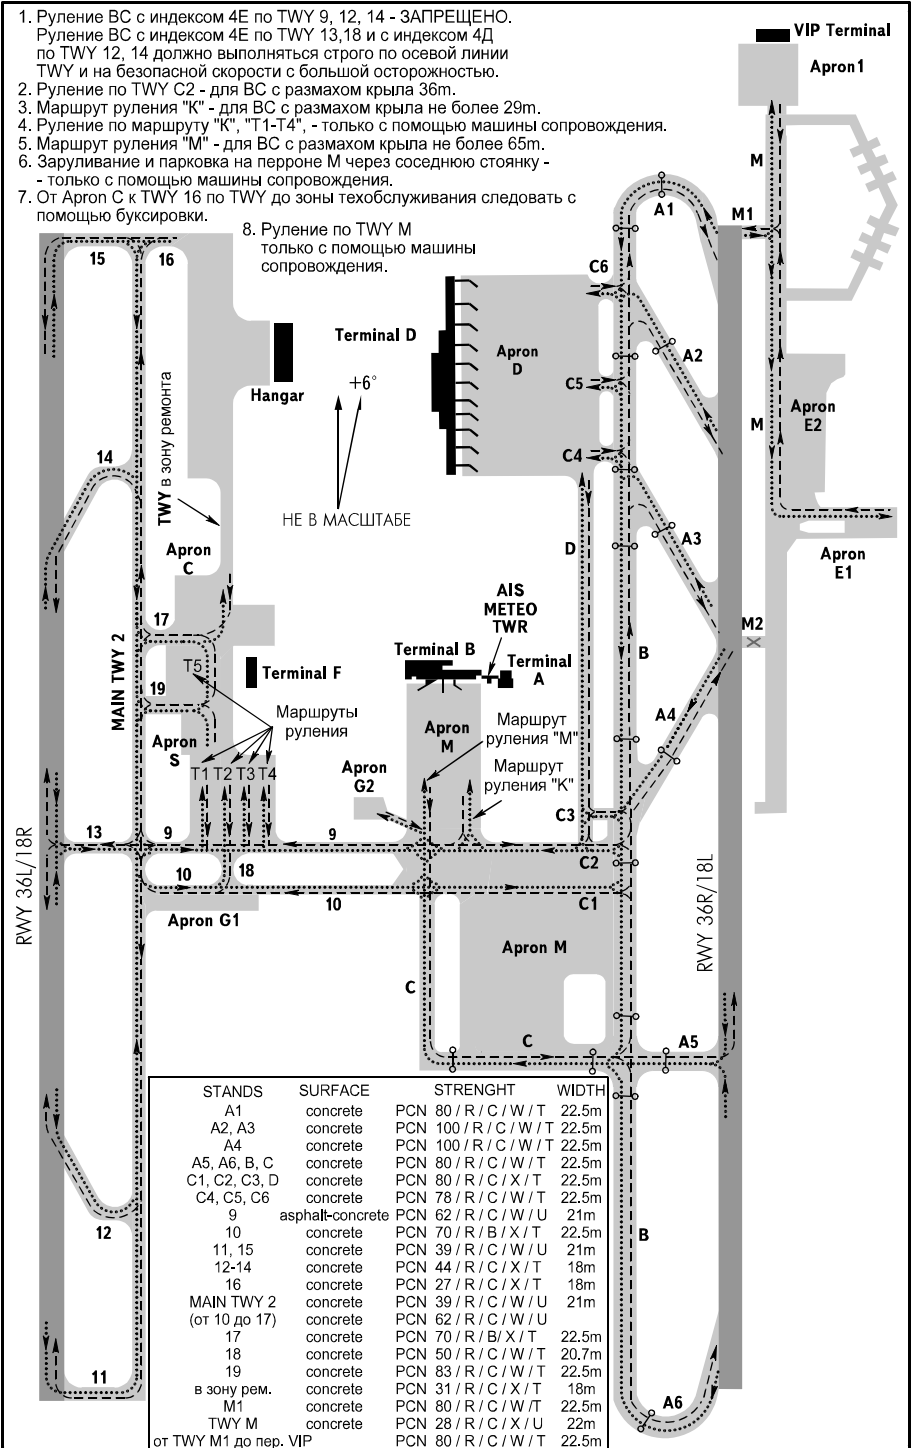 1. Руление ВС с индексом 4Е по TWY 9, 12, 14 - ЗАПРЕЩЕНО.
Руление ВС с индексом 4Е по TWY 13,18 и с индексом 4Д
по TWY 12, 14 должно выполняться строго по осевой линии
TWY и на безопасной скорости с большой осторожностью.
2. Руление по TWY C2 - для ВС с размахом крыла 36m.
3. Маршрут руления "К" - для ВС с размахом крыла не более 29m.
4. Руление по маршруту "К", "Т1-Т4", - только с помощью машины сопровождения.
5. Маршрут руления "М" - для ВС с размахом крыла не более 65m.
6. Заруливание и парковка на перроне М через соседнюю стоянку -
- только с помощью машины сопровождения.
7. От Apron C к TWY 16 по TWY до зоны техобслуживания следовать с
помощью буксировки.
8. Руление по TWY M
только с помощью машины
сопровождения.
VIP Terminal
Apron1
M
A1
M1
15
16
C6
Terminal D
Apron
D
A2
Hangar
+6°
C5
Apron
E2
M
14
TWY в зону ремонта
C4
НЕ В МАСШТАБЕ
A3
D
Apron
C
Apron
E1
AIS
METEO
TWR
M2
17
MAIN TWY 2
Terminal B
B
T5
Terminal F
Terminal
A
19
Маршруты
руления
A4
Apron
S
Apron
M
Маршрут
руления "М"
T1 T2 T3 T4
Apron
G2
Маршрут
руления "К"
C3
13
9
9
C2
RWY 36L/18R
10
18
10
C1
RWY 36R/18L
Apron G1
Apron M
C
C
A5
STANDS SURFACE STRENGHT WIDTH
A1 concrete PCN 80 / R / C / W / T 22.5m
A2, A3 concrete PCN 100 / R / C / W / T 22.5m
A4 concrete PCN 100 / R / C / W / T 22.5m
A5, A6, B, C concrete PCN 80 / R / C / W / T 22.5m
C1, C2, C3, D concrete PCN 80 / R / C / X / T 22.5m
C4, C5, C6 concrete PCN 78 / R / C / W / T 22.5m
9 asphalt-concrete PCN 62 / R / C / W / U 21m
10 concrete PCN 70 / R / B / X / T 22.5m
11, 15 concrete PCN 39 / R / C / W / U 21m
12-14 concrete PCN 44 / R / C / X / T 18m
16 concrete PCN 27 / R / C / X / T 18m
MAIN TWY 2 concrete PCN 39 / R / C / W / U 21m
(от 10 до 17) concrete PCN 62 / R / C / W / U
17 concrete PCN 70 / R / B/ X / T 22.5m
18 concrete PCN 50 / R / C / W / T 20.7m
19 concrete PCN 83 / R / C / W / T 22.5m
в зону рем. concrete PCN 31 / R / C / X / T 18m
M1 concrete PCN 80 / R / C / W / T 22.5m
TWY M concrete PCN 28 / R / C / X / U 22m
от TWY M1 до пер. VIP PCN 80 / R / C / W / T 22.5m
12
B
11
A6